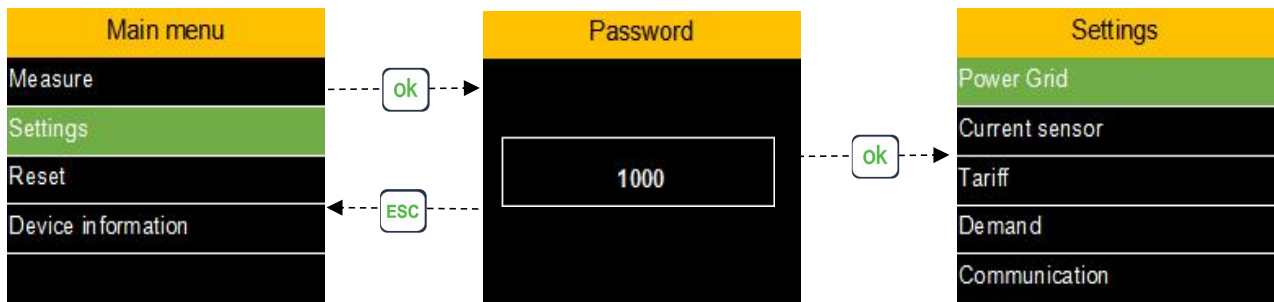 Main menu
Measure
Settings
Reset
Device information
ok
ESC
Password
1000
ok
Settings
Power Grid
Current sensor
Tariff
Demand
Communication